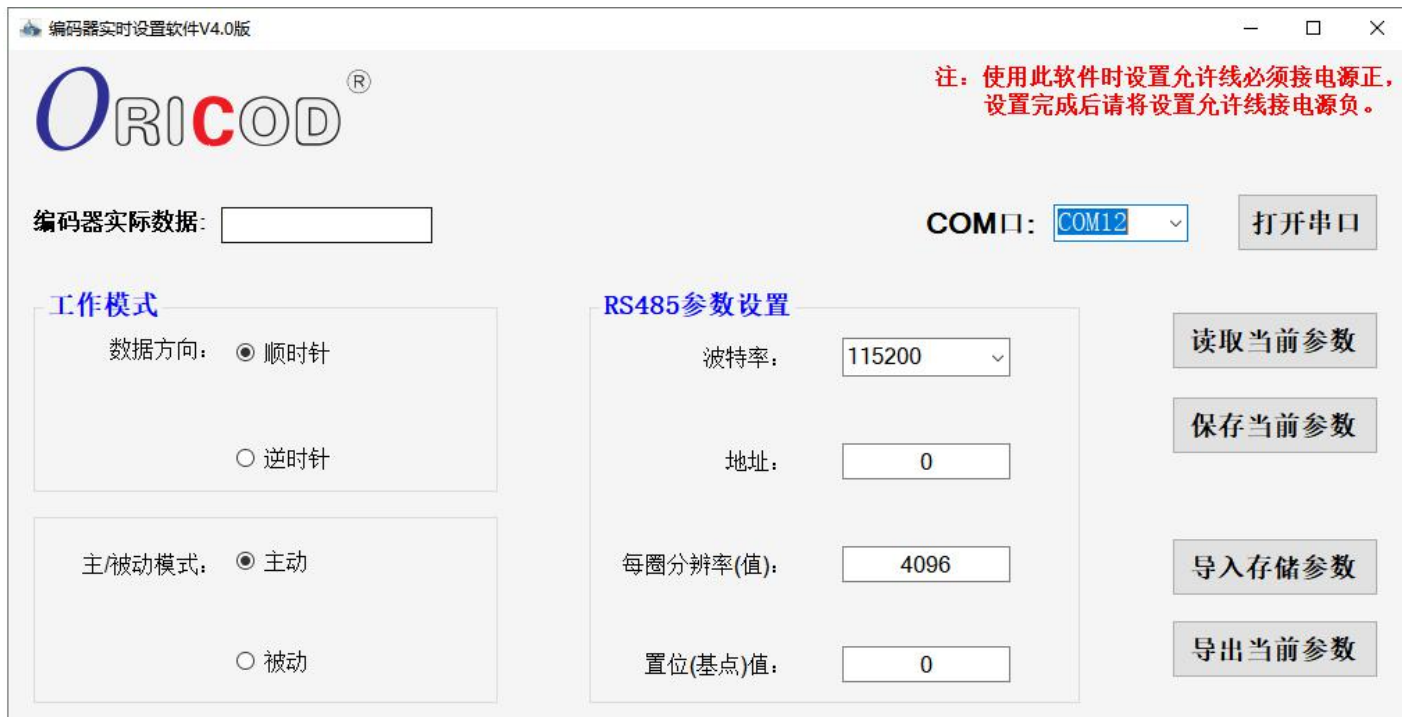 编码器实时设置软件V4.0版
ORICOD®
注：使用此软件时设置允许线必须接电源正，
设置完成后请将设置允许线接电源负。
编码器实际数据:
COM口:
COM12
打开串口
工作模式
数据方向：
顺时针
逆时针
主/被动模式：
主动
被动
RS485参数设置
波特率：
115200
地址：
0
每圈分辨率(值)：
4096
置位(基点)值：
0
读取当前参数
保存当前参数
导入存储参数
导出当前参数